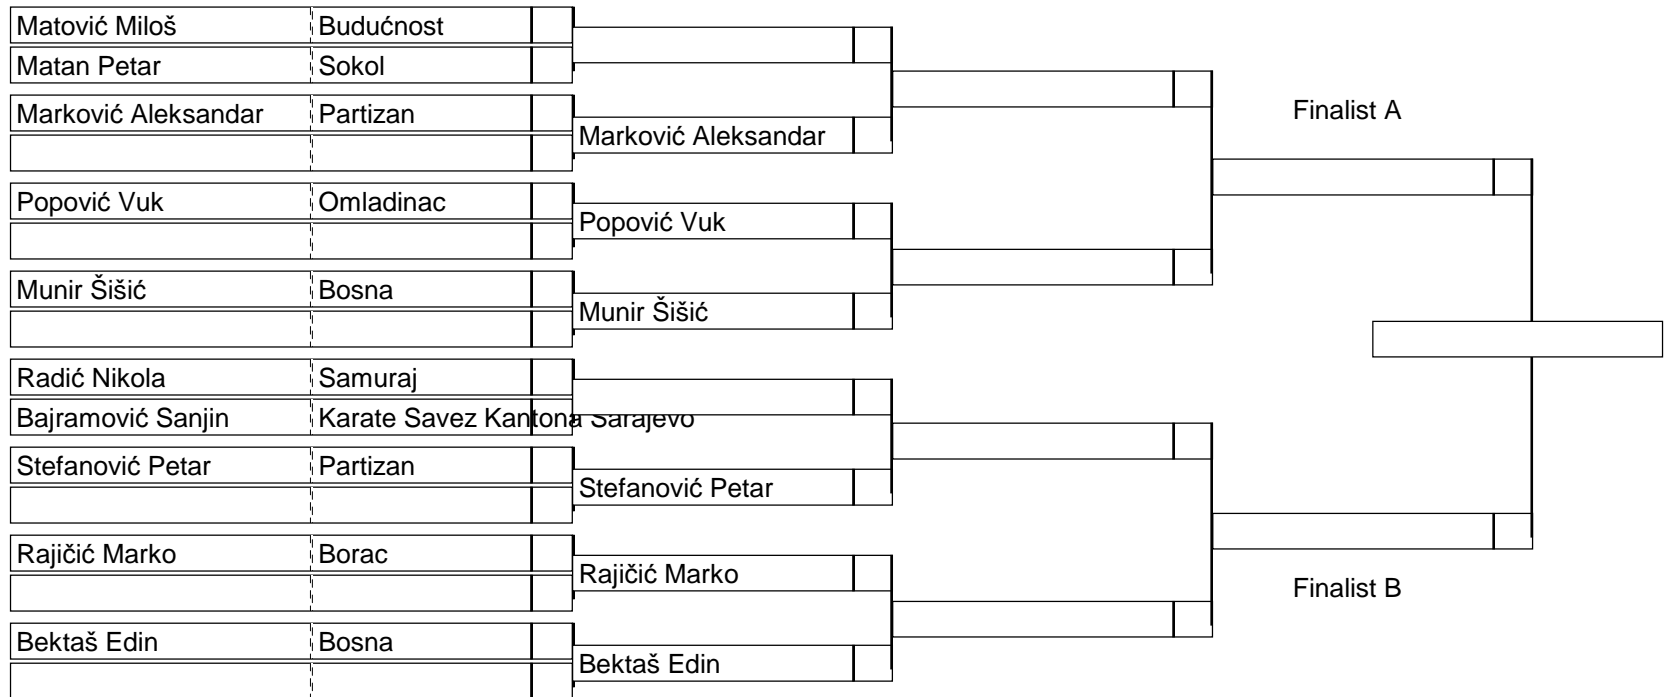 Matović Miloš Budućnost
Matan Petar Sokol
Marković Aleksandar Partizan
Popović Vuk Omladinac
Munir Šišić Bosna
Radić Nikola Samuraj
Bajramović Sanjin Karate Savez Kantona Sarajevo
Stefanović Petar Partizan
Rajičić Marko Borac
Bektaš Edin Bosna
Marković Aleksandar
Popović Vuk
Munir Šišić
Stefanović Petar
Rajičić Marko
Bektaš Edin
Finalist A
Finalist B